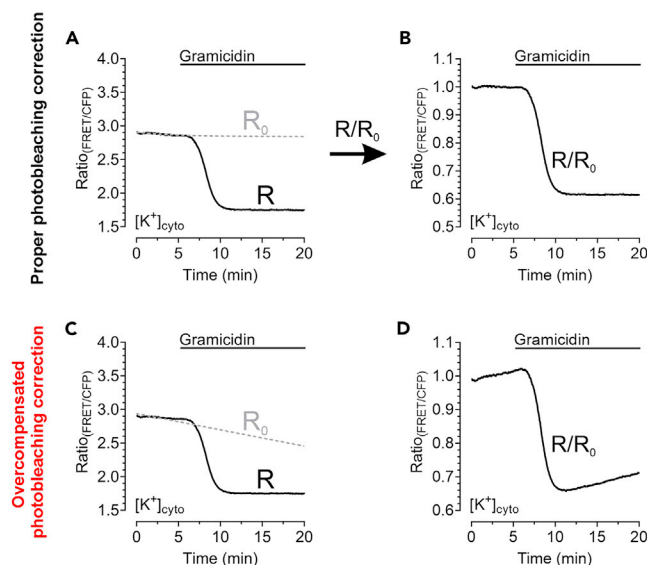 Proper photobleaching correction
A
Gramicidin
Ratio(FRET/CFP)
4.0
3.5
3.0
2.5
2.0
1.5
R₀
R
[K⁺]cyto
0 5 10 15 20
Time (min)
R/R₀
B
Gramicidin
Ratio(FRET/CFP)
1.1
1.0
0.9
0.8
0.7
0.6
0.5
R/R₀
[K⁺]cyto
0 5 10 15 20
Time (min)
Overcompensated
photobleaching correction
C
Gramicidin
Ratio(FRET/CFP)
4.0
3.5
3.0
2.5
2.0
1.5
R₀
R
[K⁺]cyto
0 5 10 15 20
Time (min)
D
Gramicidin
Ratio(FRET/CFP)
1.1
1.0
0.9
0.8
0.7
0.6
R/R₀
[K⁺]cyto
0 5 10 15 20
Time (min)